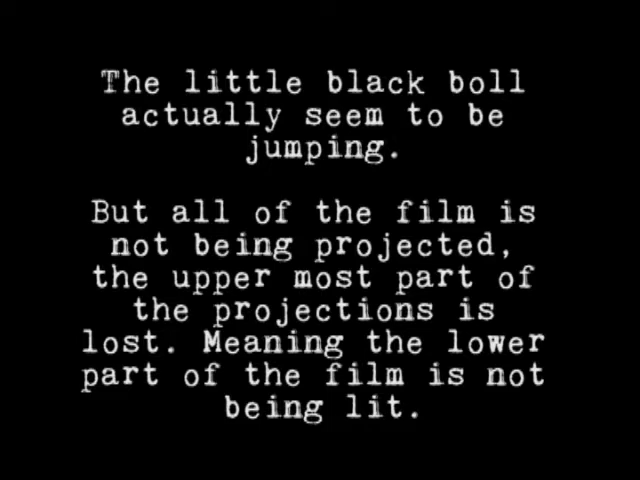 The little black boll
actually seem to be
jumping.
But all of the film is
not being projected,
the upper most part of
the projections is
lost. Meaning the lower
part of the film is not
being lit.